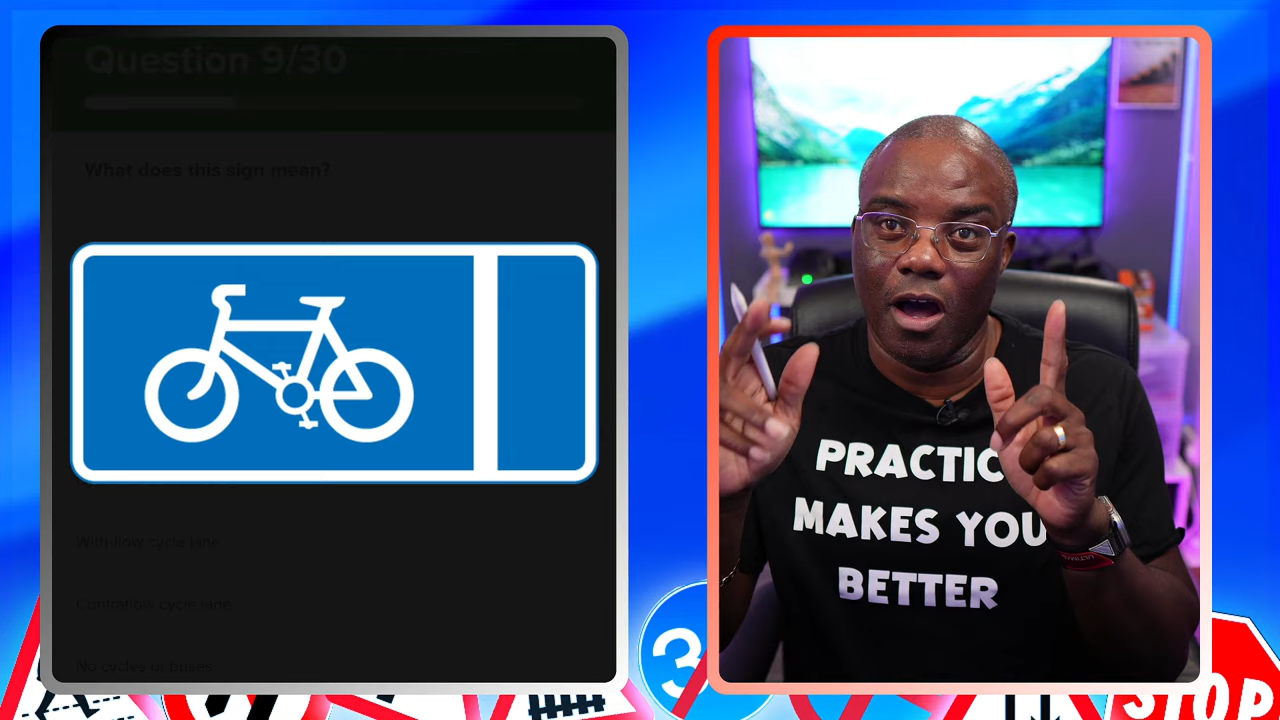 Question 9/30
What does this sign mean?
With-flow cycle lane
Contraflow cycle lane
No cycles or buses
PRACTIC
MAKES YOU
BETTER
3
STOP